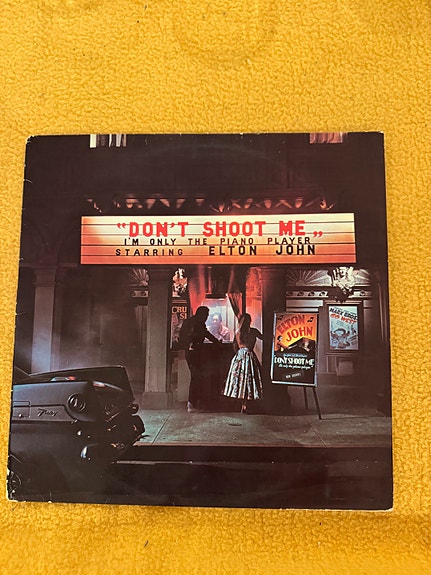 “DON'T SHOOT ME„
I'M ONLY THE PIANO PLAYER
STARRING ELTON JOHN
ELTON
JOHN
DON'T SHOOT ME